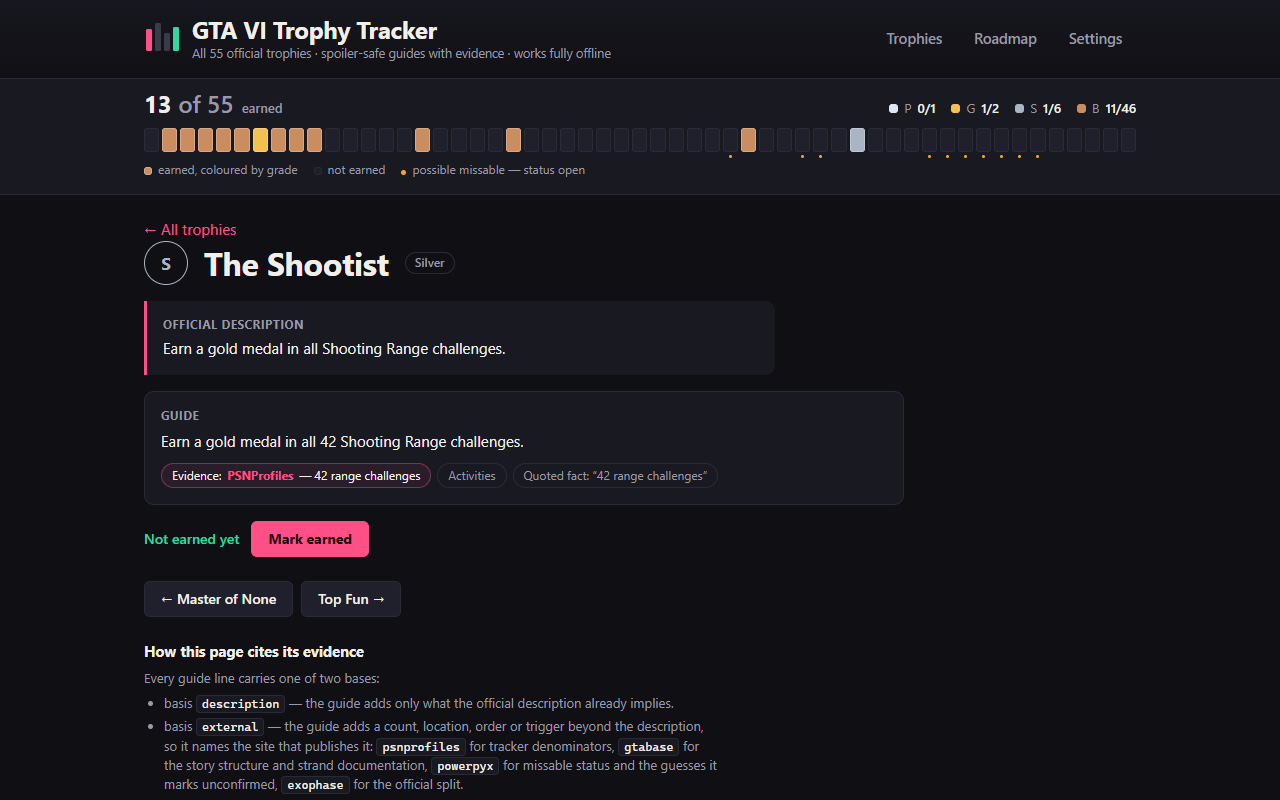 GTA VI Trophy Tracker
All 55 official trophies · spoiler-safe guides with evidence · works fully offline
Trophies Roadmap Settings
13 of 55 earned
P 0/1 G 1/2 S 1/6 B 11/46
earned, coloured by grade not earned possible missable — status open
← All trophies
S The Shootist Silver
OFFICIAL DESCRIPTION
Earn a gold medal in all Shooting Range challenges.
GUIDE
Earn a gold medal in all 42 Shooting Range challenges.
Evidence: PSNProfiles — 42 range challenges Activities Quoted fact: “42 range challenges”
Not earned yet Mark earned
← Master of None Top Fun →
How this page cites its evidence
Every guide line carries one of two bases:
• basis description — the guide adds only what the official description already implies.
• basis external — the guide adds a count, location, order or trigger beyond the description,
so it names the site that publishes it: psnprofiles for tracker denominators, gtabase for
the story structure and strand documentation, powerpyx for missable status and the guesses it
marks unconfirmed, exophase for the official split.